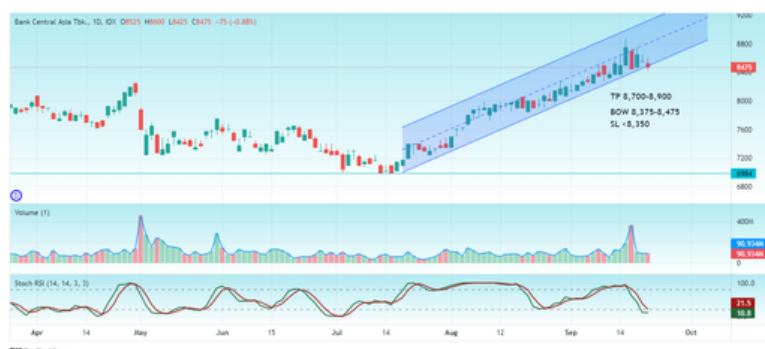 Bank Central Asia Tbk., 1D, IDX O8525 H8600 L8425 C8475 -75 (-0.88%)
9200
8800
8475
8400
TP 8,700-8,900
BOW 8,375-8,475
SL <8,350
8000
7600
7200
6984
6800
Volume (1)
400M
90.934M
90.934M
0
Stoch RSI (14, 14, 3, 3)
100.0
21.5
10.8
Apr 14 May Jun 15 Jul 14 Aug 12 Sep 14 Oct